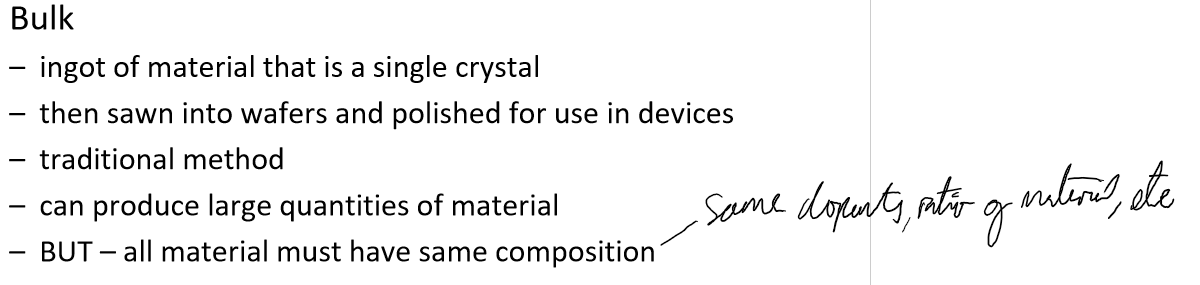 Bulk
– ingot of material that is a single crystal
– then sawn into wafers and polished for use in devices
– traditional method
– can produce large quantities of material
same dopants, ratio of material, etc
– BUT – all material must have same composition